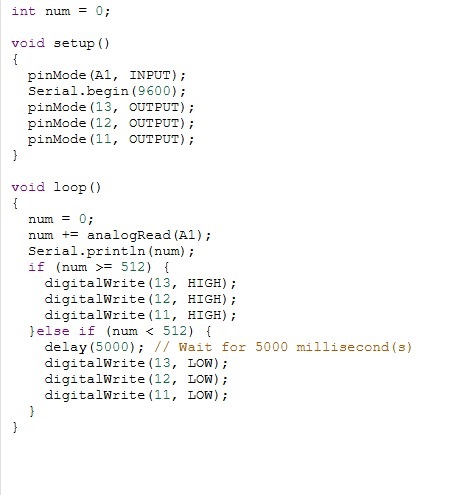 int num = 0;

void setup()
{
  pinMode(A1, INPUT);
  Serial.begin(9600);
  pinMode(13, OUTPUT);
  pinMode(12, OUTPUT);
  pinMode(11, OUTPUT);
}

void loop()
{
  num = 0;
  num += analogRead(A1);
  Serial.println(num);
  if (num >= 512) {
    digitalWrite(13, HIGH);
    digitalWrite(12, HIGH);
    digitalWrite(11, HIGH);
  }else if (num < 512) {
    delay(5000); // Wait for 5000 millisecond(s)
    digitalWrite(13, LOW);
    digitalWrite(12, LOW);
    digitalWrite(11, LOW);
  }
}